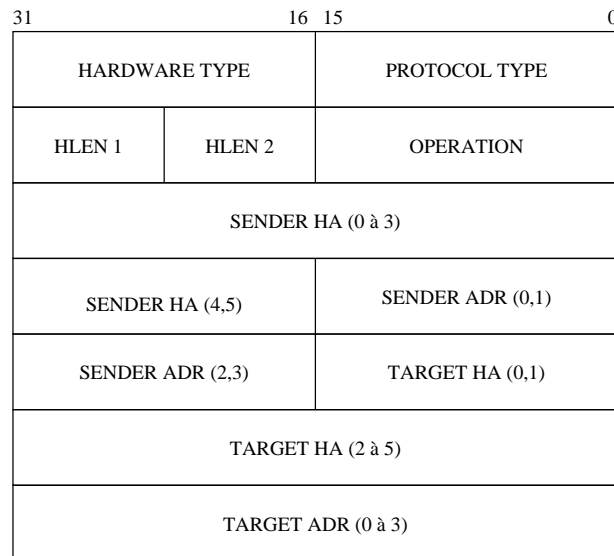 31 16 15 0
HARDWARE TYPE PROTOCOL TYPE
HLEN 1 HLEN 2 OPERATION
SENDER HA (0 à 3)
SENDER HA (4,5) SENDER ADR (0,1)
SENDER ADR (2,3) TARGET HA (0,1)
TARGET HA (2 à 5)
TARGET ADR (0 à 3)